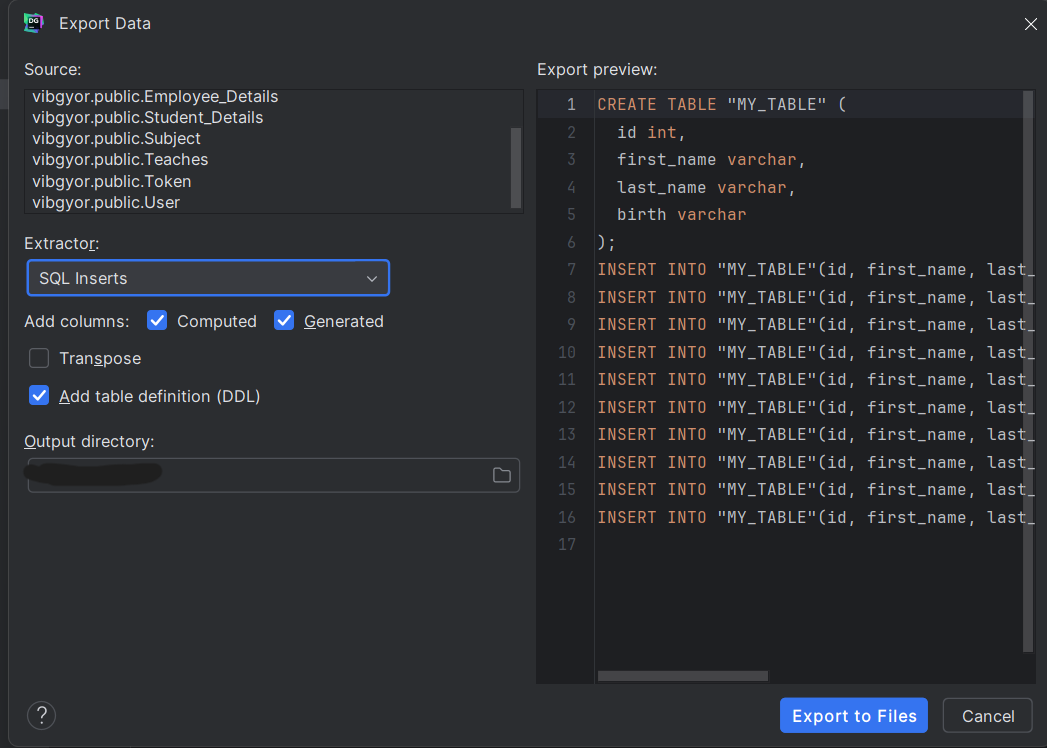 DG
Export Data
Source:
vibgyor.public.Employee_Details
vibgyor.public.Student_Details
vibgyor.public.Subject
vibgyor.public.Teaches
vibgyor.public.Token
vibgyor.public.User
Extractor:
SQL Inserts
Add columns: Computed Generated
Transpose
Add table definition (DDL)
Output directory:
Export preview:
1 CREATE TABLE "MY_TABLE" (
2 id int,
3 first_name varchar,
4 last_name varchar,
5 birth varchar
6 );
7 INSERT INTO "MY_TABLE"(id, first_name, last_
8 INSERT INTO "MY_TABLE"(id, first_name, last_
9 INSERT INTO "MY_TABLE"(id, first_name, last_
10 INSERT INTO "MY_TABLE"(id, first_name, last_
11 INSERT INTO "MY_TABLE"(id, first_name, last_
12 INSERT INTO "MY_TABLE"(id, first_name, last_
13 INSERT INTO "MY_TABLE"(id, first_name, last_
14 INSERT INTO "MY_TABLE"(id, first_name, last_
15 INSERT INTO "MY_TABLE"(id, first_name, last_
16 INSERT INTO "MY_TABLE"(id, first_name, last_
17
?
Export to Files
Cancel